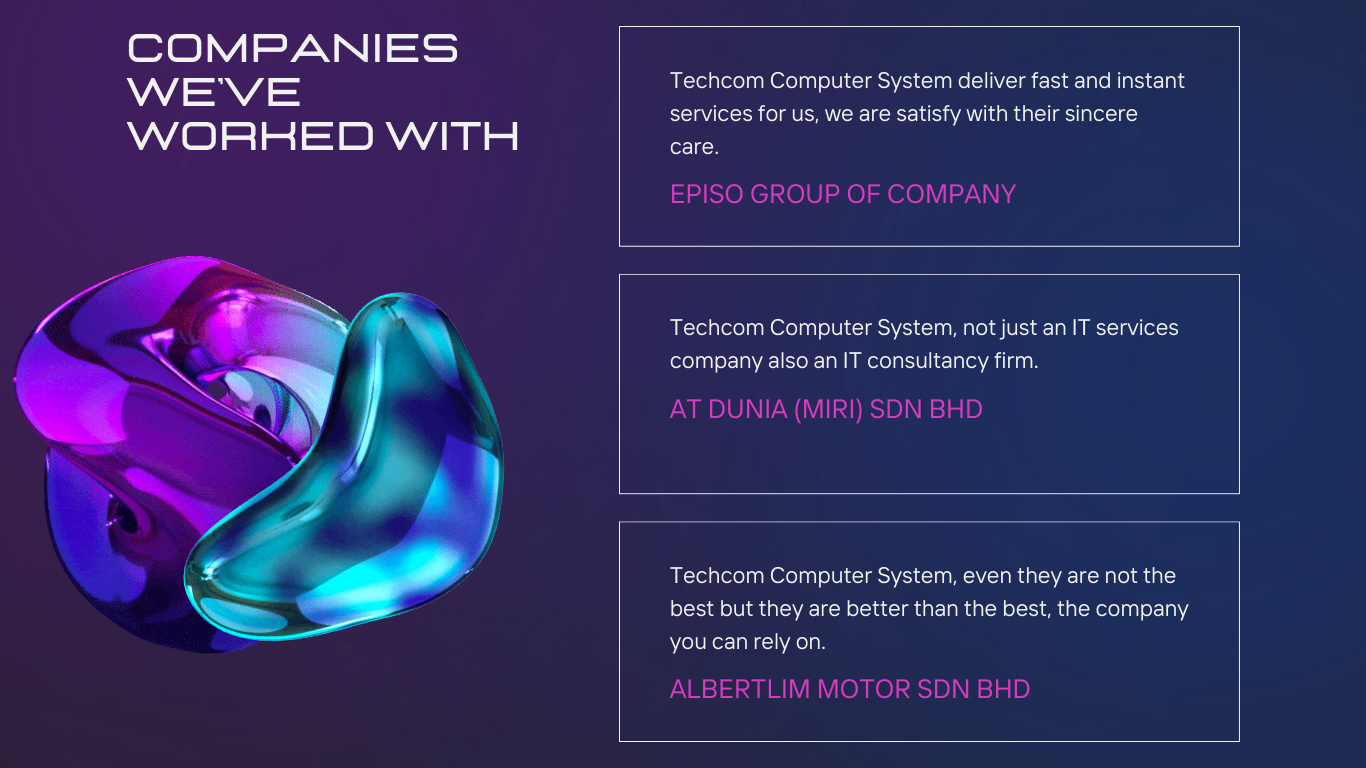 COMPANIES
WE'VE
WORKED WITH
Techcom Computer System deliver fast and instant
services for us, we are satisfy with their sincere
care.
EPISO GROUP OF COMPANY
Techcom Computer System, not just an IT services
company also an IT consultancy firm.
AT DUNIA (MIRI) SDN BHD
Techcom Computer System, even they are not the
best but they are better than the best, the company
you can rely on.
ALBERTLIM MOTOR SDN BHD